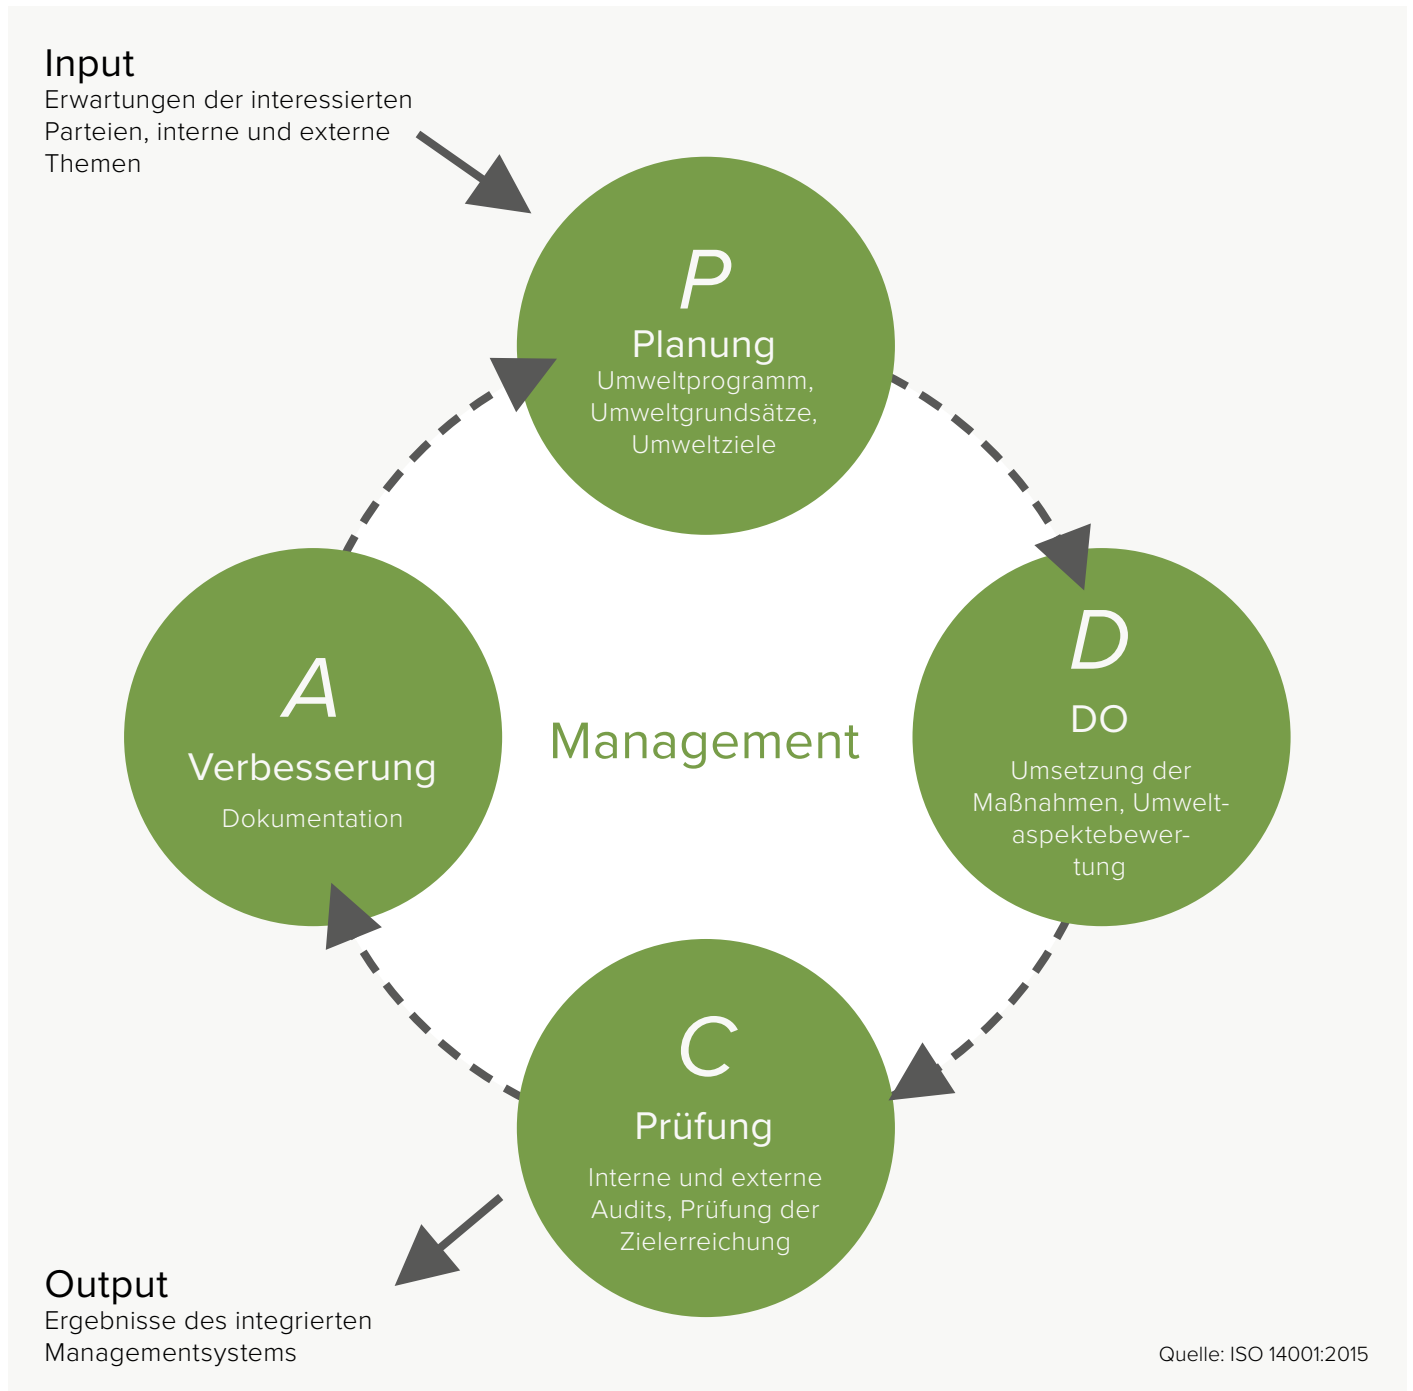 Input
Erwartungen der interessierten
Parteien, interne und externe
Themen
P
Planung
Umweltprogramm,
Umweltgrundsätze,
Umweltziele
D
DO
Umsetzung der
Maßnahmen, Umwelt-
aspektebewer-
tung
A
Verbesserung
Dokumentation
Management
C
Prüfung
Interne und externe
Audits, Prüfung der
Zielerreichung
Output
Ergebnisse des integrierten
Managementsystems
Quelle: ISO 14001:2015